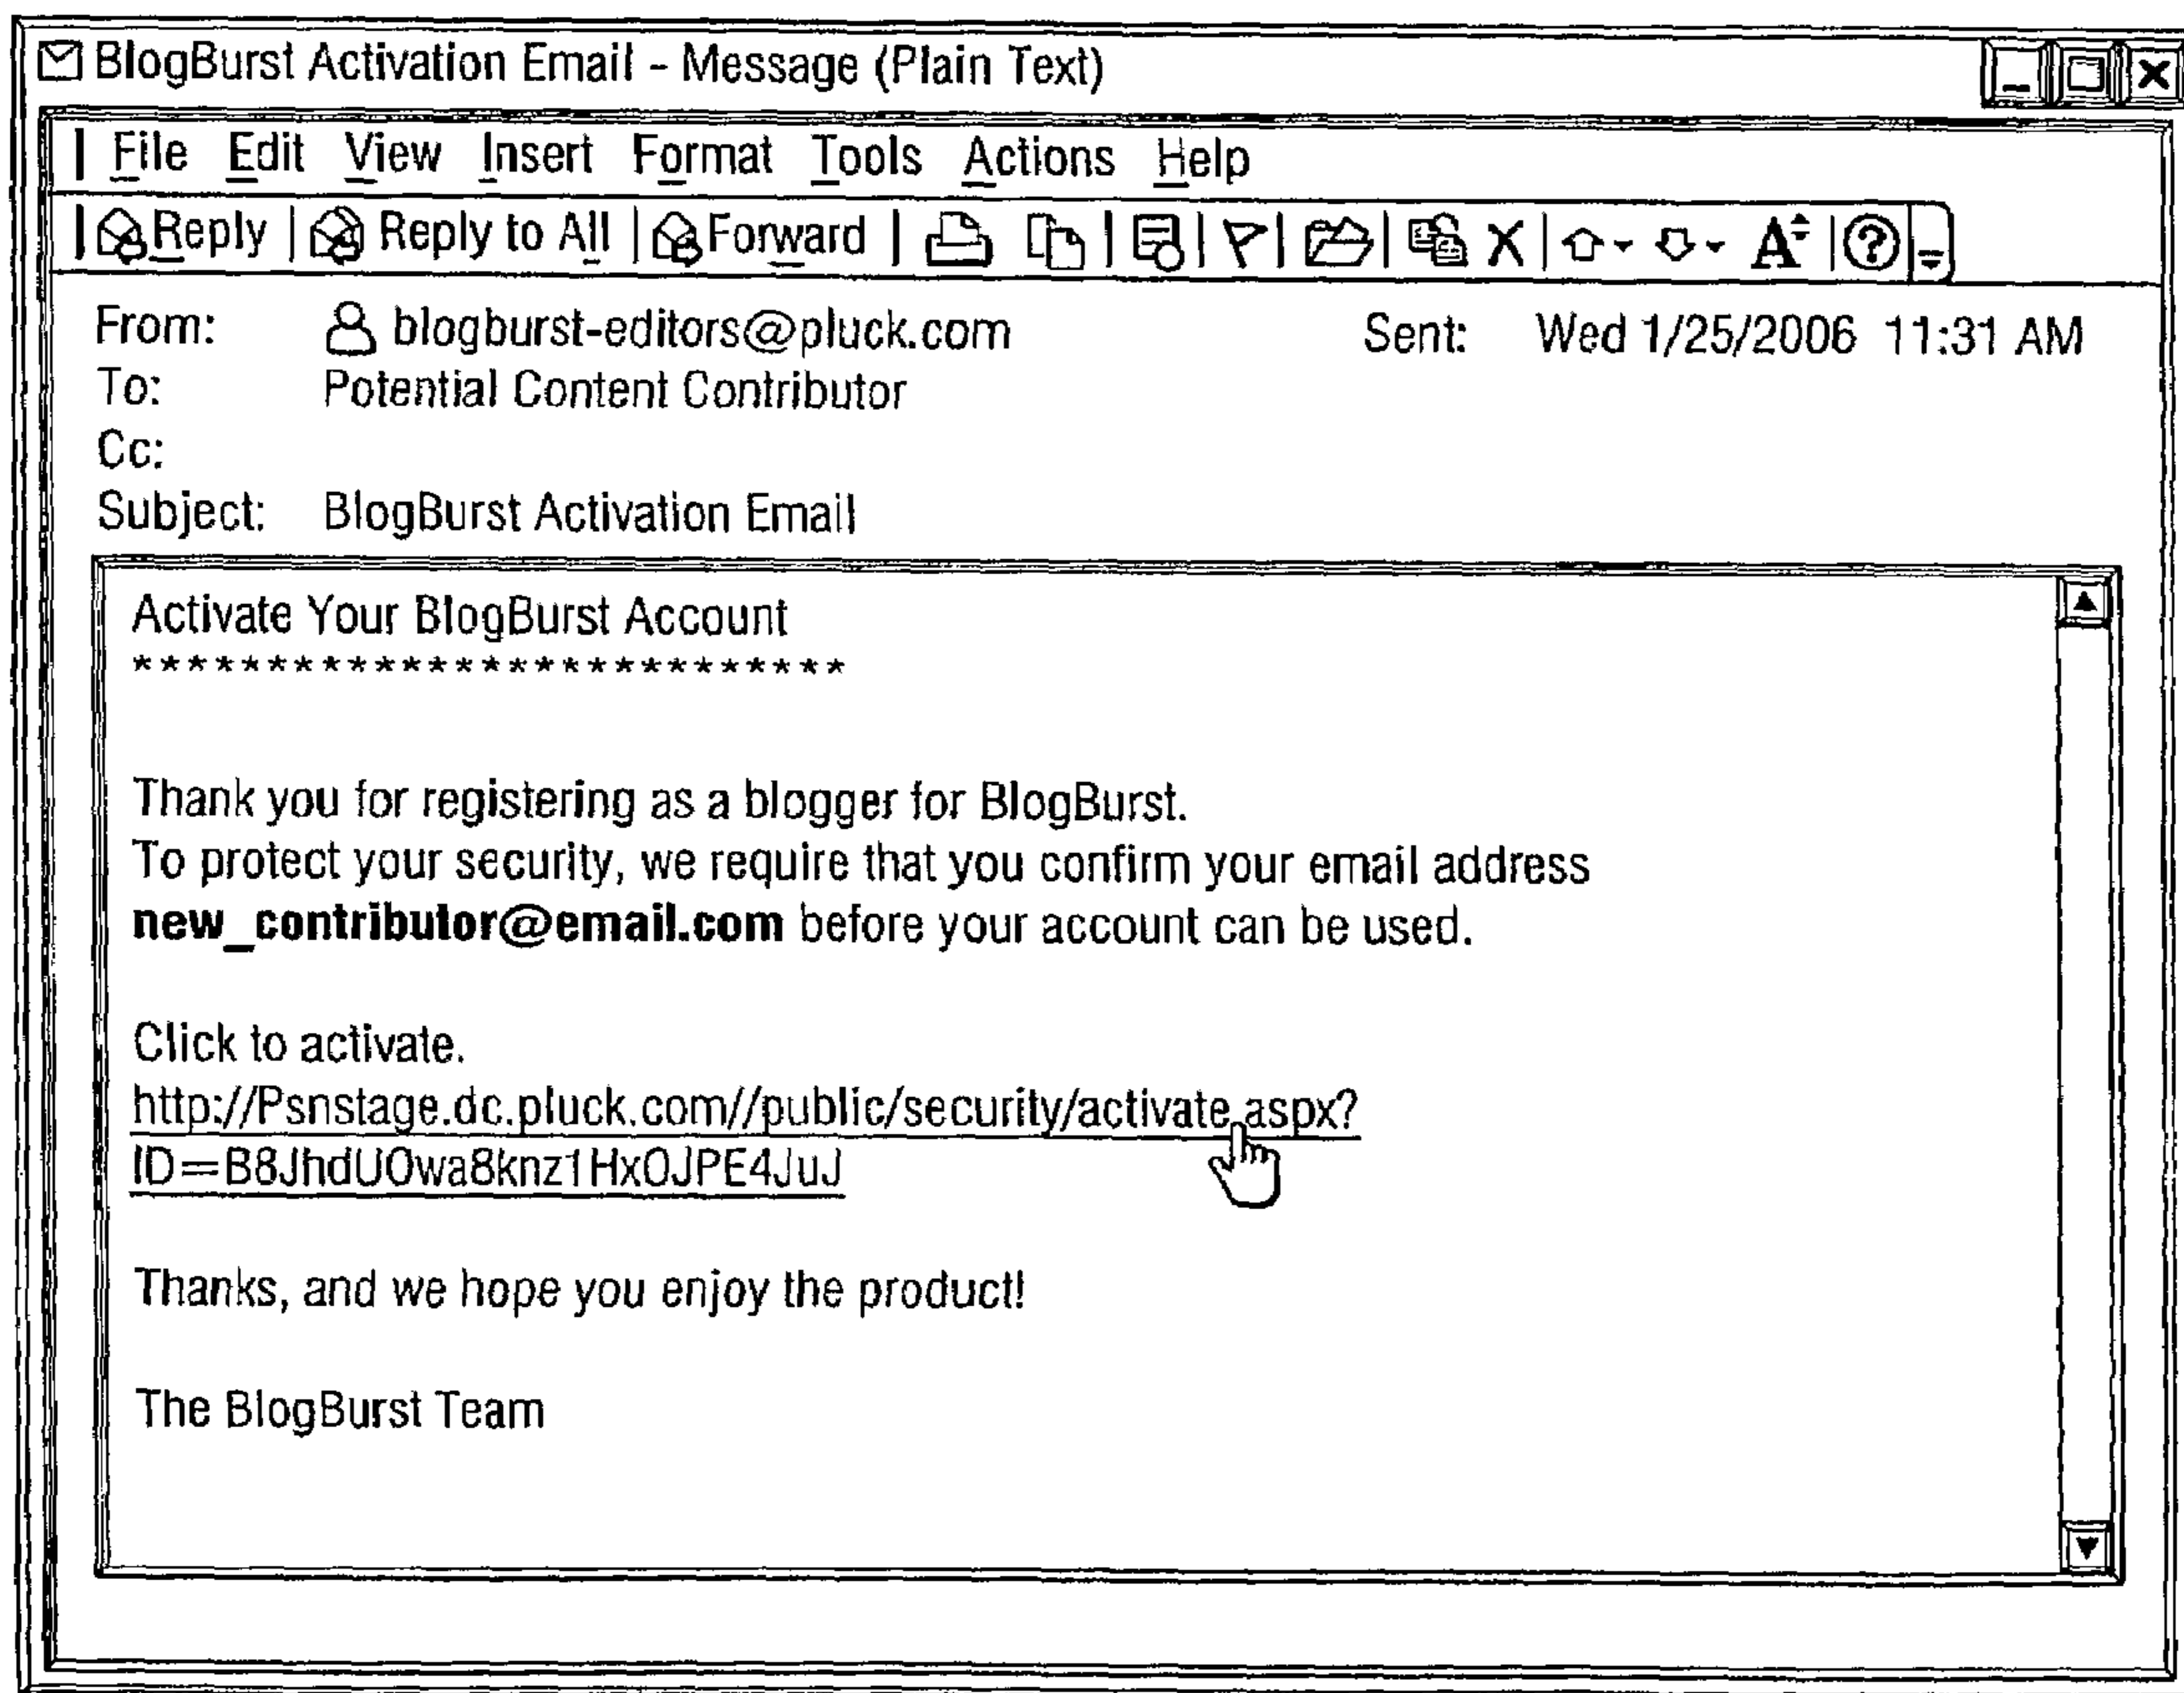 BlogBurst Activation Email - Message (Plain Text)
File Edit View Insert Format Tools Actions Help
Reply Reply to All Forward
From: blogburst-editors@pluck.com Sent: Wed 1/25/2006 11:31 AM
To: Potential Content Contributor
Cc:
Subject: BlogBurst Activation Email
Activate Your BlogBurst Account
***************************
Thank you for registering as a blogger for BlogBurst.
To protect your security, we require that you confirm your email address
new_contributor@email.com before your account can be used.
Click to activate.
http://Psnstage.dc.pluck.com//public/security/activate.aspx?
ID=B8JhdU0wa8knz1Hx0JPE4JuJ
Thanks, and we hope you enjoy the product!
The BlogBurst Team